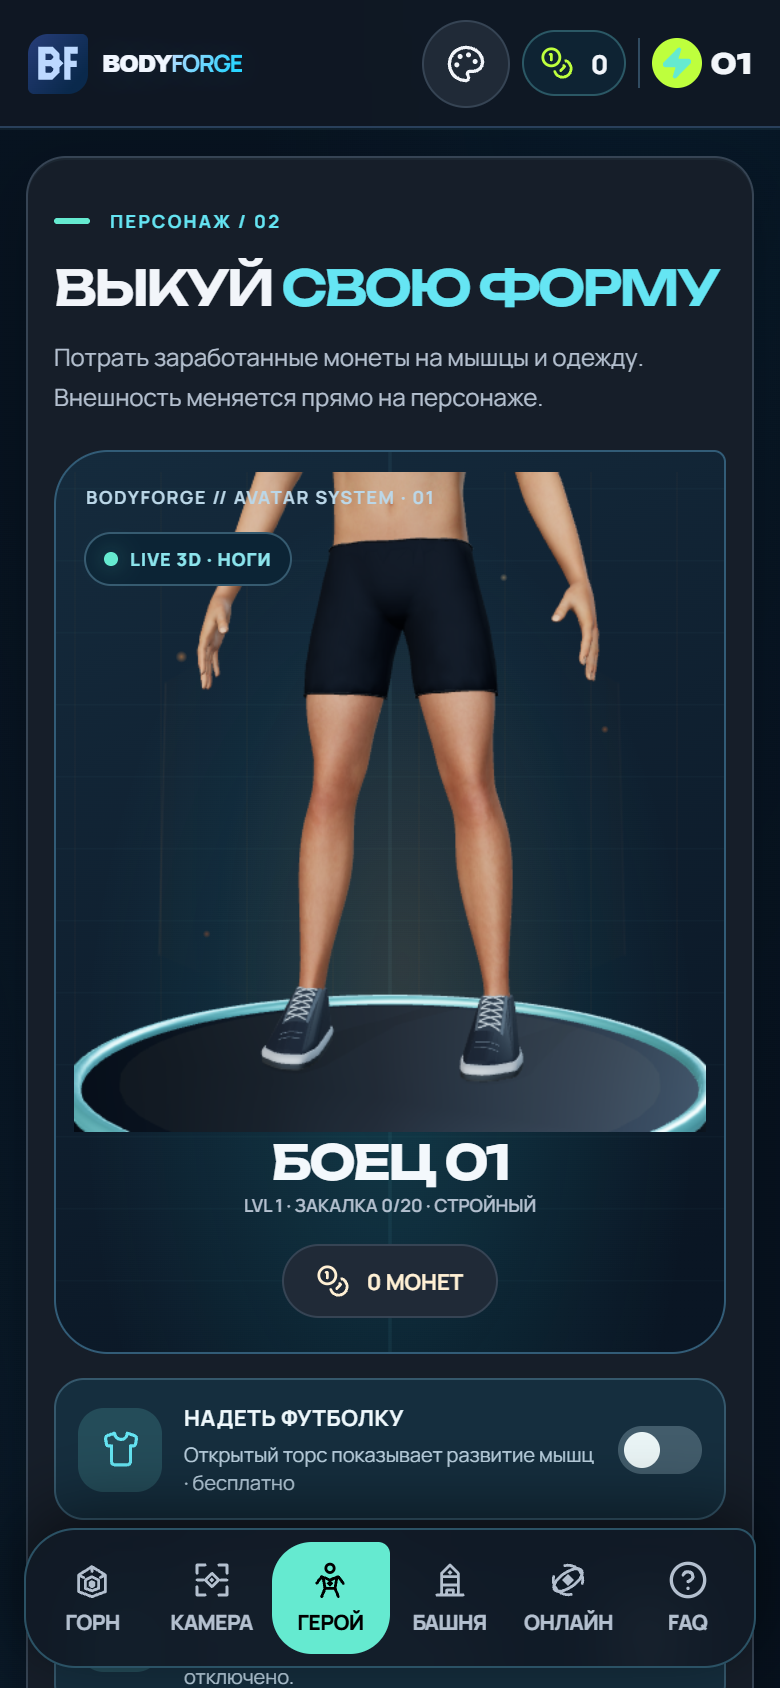 BF BODYFORGE
0
01
ПЕРСОНАЖ / 02
ВЫКУЙ СВОЮ ФОРМУ
Потрать заработанные монеты на мышцы и одежду.
Внешность меняется прямо на персонаже.
BODYFORGE // AVATAR SYSTEM · 01
LIVE 3D · НОГИ
БОЕЦ 01
LVL 1 · ЗАКАЛКА 0/20 · СТРОЙНЫЙ
0 МОНЕТ
НАДЕТЬ ФУТБОЛКУ
Открытый торс показывает развитие мышц
· бесплатно
ГОРН
КАМЕРА
ГЕРОЙ
БАШНЯ
ОНЛАЙН
FAQ
отключено.